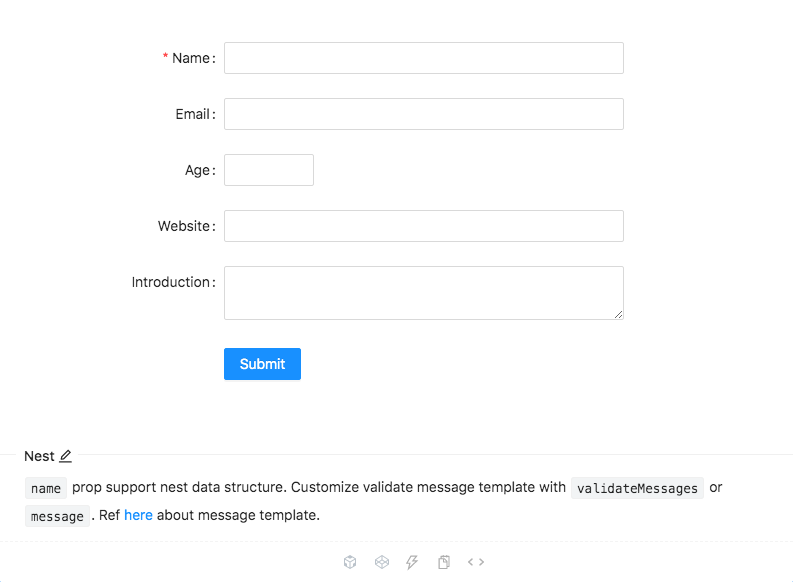 * Name:
Email:
Age:
Website:
Introduction:
Submit
Nest
name prop support nest data structure. Customize validate message template with validateMessages or
message . Ref here about message template.